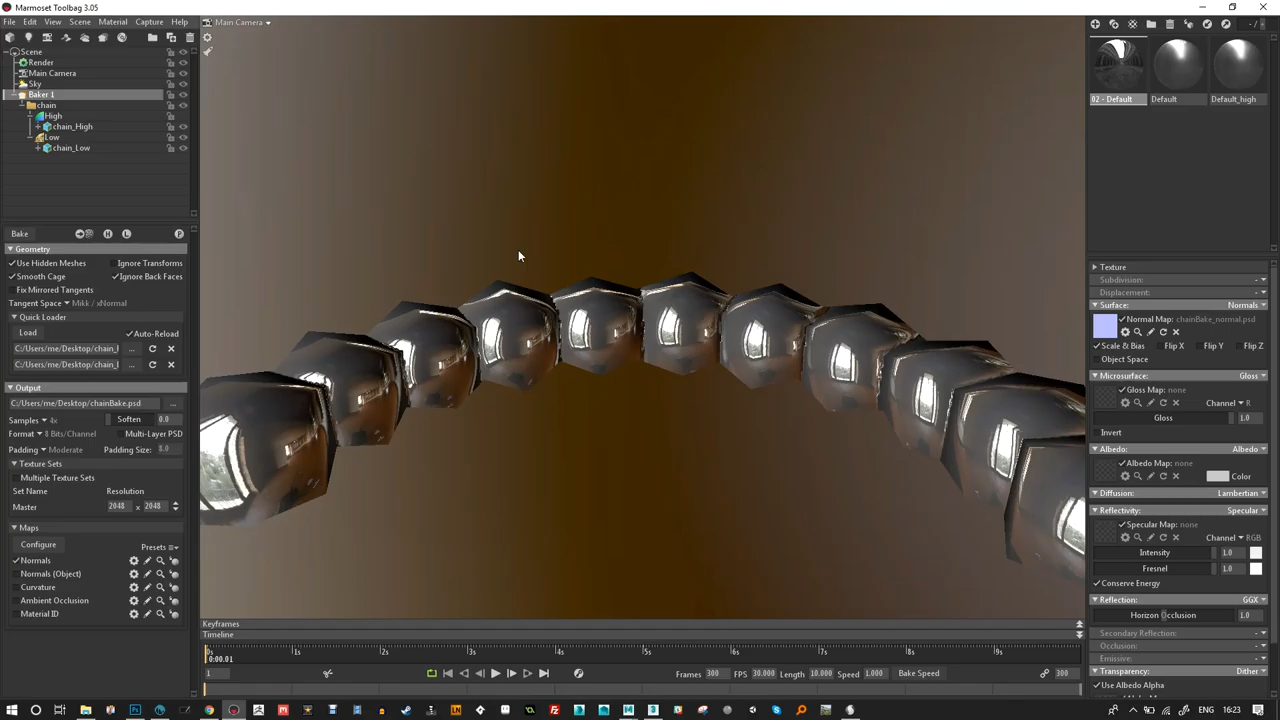 Marmoset Toolbag 3.05
File Edit View Scene Material Capture Help
Main Camera
Scene
Render
Main Camera
Sky
Baker 1
chain
High
chain_High
Low
chain_Low
Bake H L P
Geometry
Use Hidden Meshes Ignore Transforms
Smooth Cage Ignore Back Faces
Fix Mirrored Tangents
Tangent Space Mikk / xNormal
Quick Loader
Load Auto-Reload
C:/Users/me/Desktop/chain_l ...
C:/Users/me/Desktop/chain_l ...
Output
C:/Users/me/Desktop/chainBake.psd ...
Samples 4x Soften 0.0
Format 8 Bits/Channel Multi-Layer PSD
Padding Moderate Padding Size: 8.0
Texture Sets
Multiple Texture Sets
Set Name Resolution
Master 2048 x 2048
Maps
Configure Presets
Normals
Normals (Object)
Curvature
Ambient Occlusion
Material ID
Keyframes
Timeline
0s 1s 2s 3s 4s 5s 6s 7s 8s 9s
0:00.01
1 Frames 300 FPS 30.000 Length 10.000 Speed 1.000 Bake Speed 300
- /
02 - Default Default Default_high
Texture
Subdivision: -
Displacement: -
Surface: Normals
Normal Map: chainBake_normal.psd
Scale & Bias Flip X Flip Y Flip Z
Object Space
Microsurface: Gloss
Gloss Map: none
Channel R
Gloss 1.0
Invert
Albedo: Albedo
Albedo Map: none
Color
Diffusion: Lambertian
Reflectivity: Specular
Specular Map: none
Channel RGB
Intensity 1.0
Fresnel 1.0
Conserve Energy
Reflection: GGX
Horizon Occlusion 1.0
Secondary Reflection: -
Occlusion: -
Emissive: -
Transparency: Dither
Use Albedo Alpha
ENG 16:23